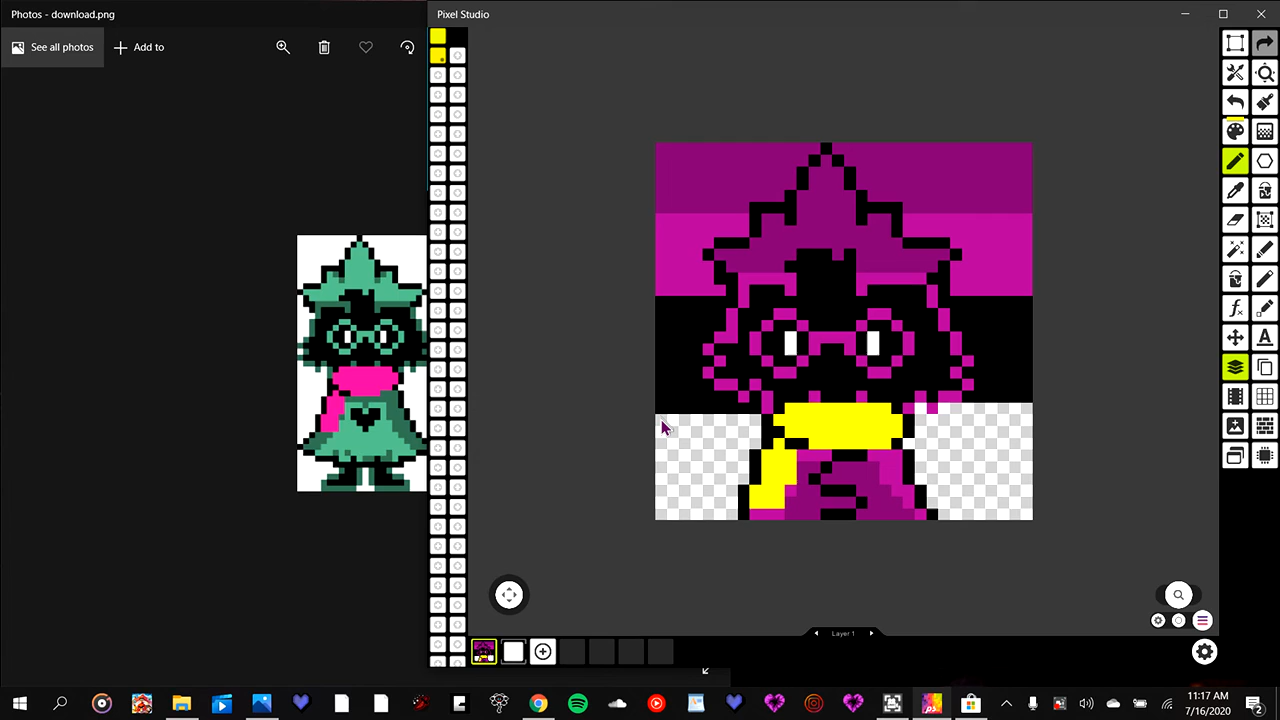 Photos - download.png
Pixel Studio
See all photos
Add to
Layer 1
11:17 AM
7/16/2020